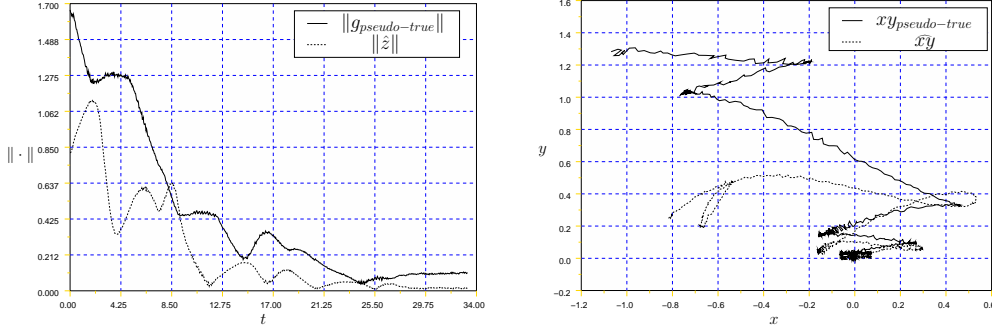 1.700
1.488
1.275
1.062
0.850
0.637
0.425
0.212
0.000
‖ · ‖
‖g_{pseudo−true}‖
‖ẑ‖
0.00 4.25 8.50 12.75 17.00 21.25 25.50 29.75 34.00
t
1.6
1.4
1.2
1.0
0.8
0.6
0.4
0.2
0.0
−0.2
y
xy_{pseudo−true}
x͡y
−1.2 −1.0 −0.8 −0.6 −0.4 −0.2 0.0 0.2 0.4 0.6
x